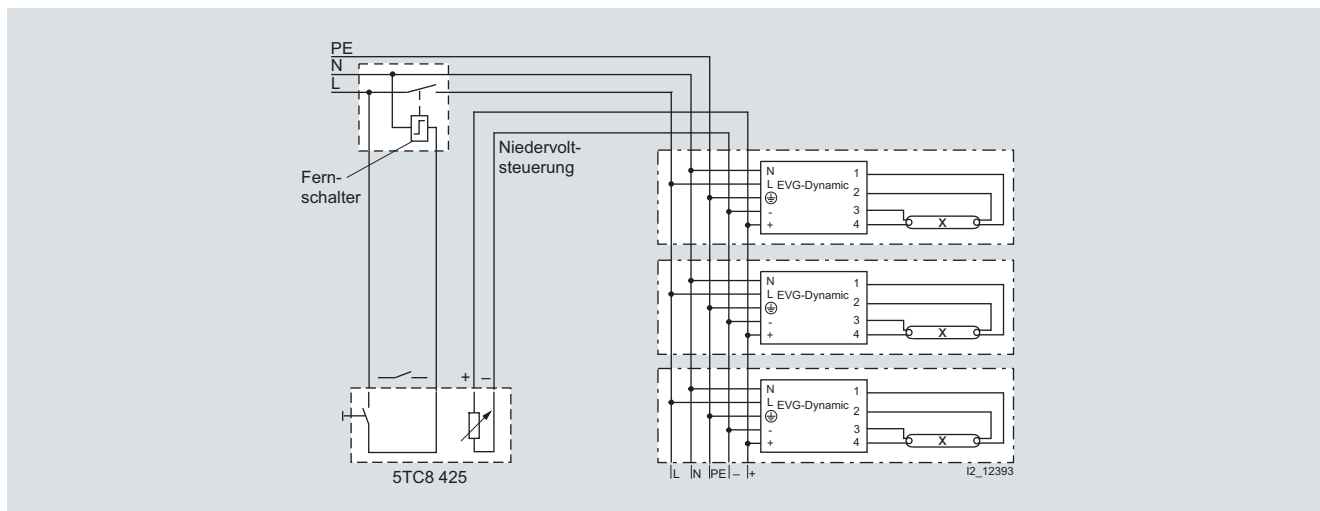 PE
N
L
Niedervolt-
steuerung
Fern-
schalter
N
L EVG-Dynamic
-
+
1
2
3
4
X
N
L EVG-Dynamic
-
+
1
2
3
4
X
N
L EVG-Dynamic
-
+
1
2
3
4
X
+ –
5TC8 425
L N PE – +
I2_12393